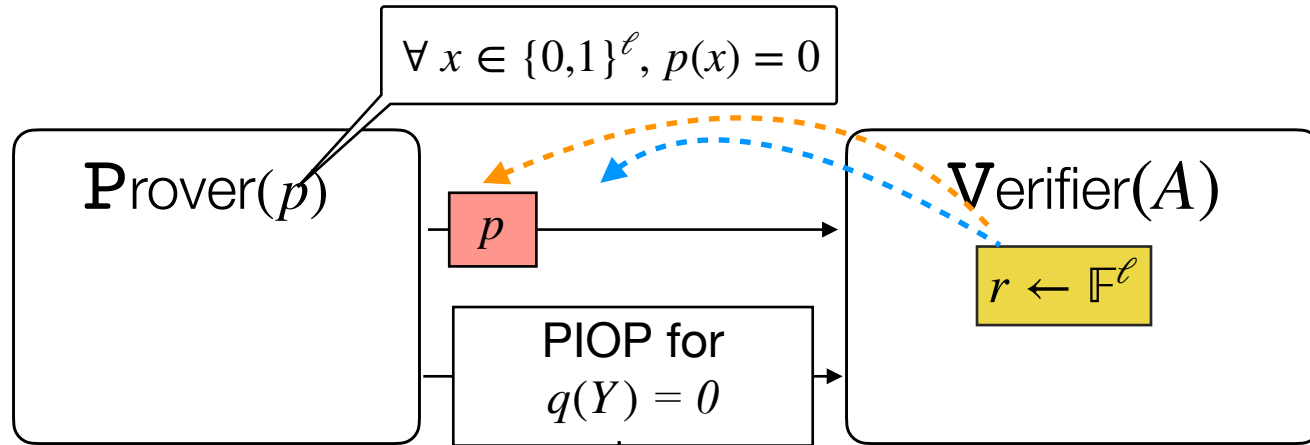 ∀ x ∈ {0,1}^ℓ, p(x) = 0
Prover(p)
Verifier(A)
p
r ← 𝔽^ℓ
PIOP for
q(Y) = 0